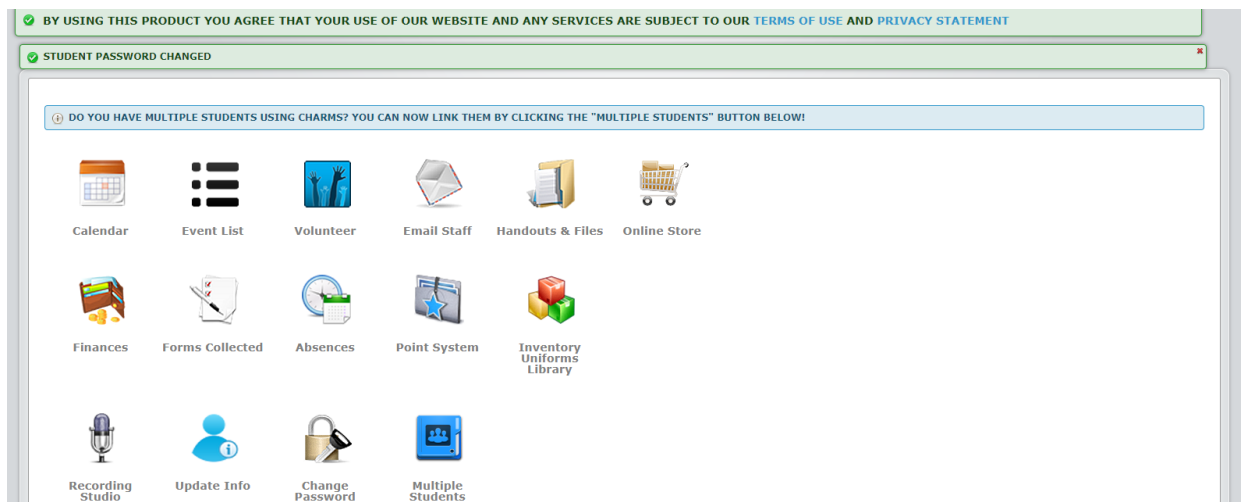 BY USING THIS PRODUCT YOU AGREE THAT YOUR USE OF OUR WEBSITE AND ANY SERVICES ARE SUBJECT TO OUR TERMS OF USE AND PRIVACY STATEMENT
STUDENT PASSWORD CHANGED
DO YOU HAVE MULTIPLE STUDENTS USING CHARMS? YOU CAN NOW LINK THEM BY CLICKING THE "MULTIPLE STUDENTS" BUTTON BELOW!
Calendar
Event List
Volunteer
Email Staff
Handouts & Files
Online Store
Finances
Forms Collected
Absences
Point System
Inventory
Uniforms
Library
Recording
Studio
Update Info
Change
Password
Multiple
Students